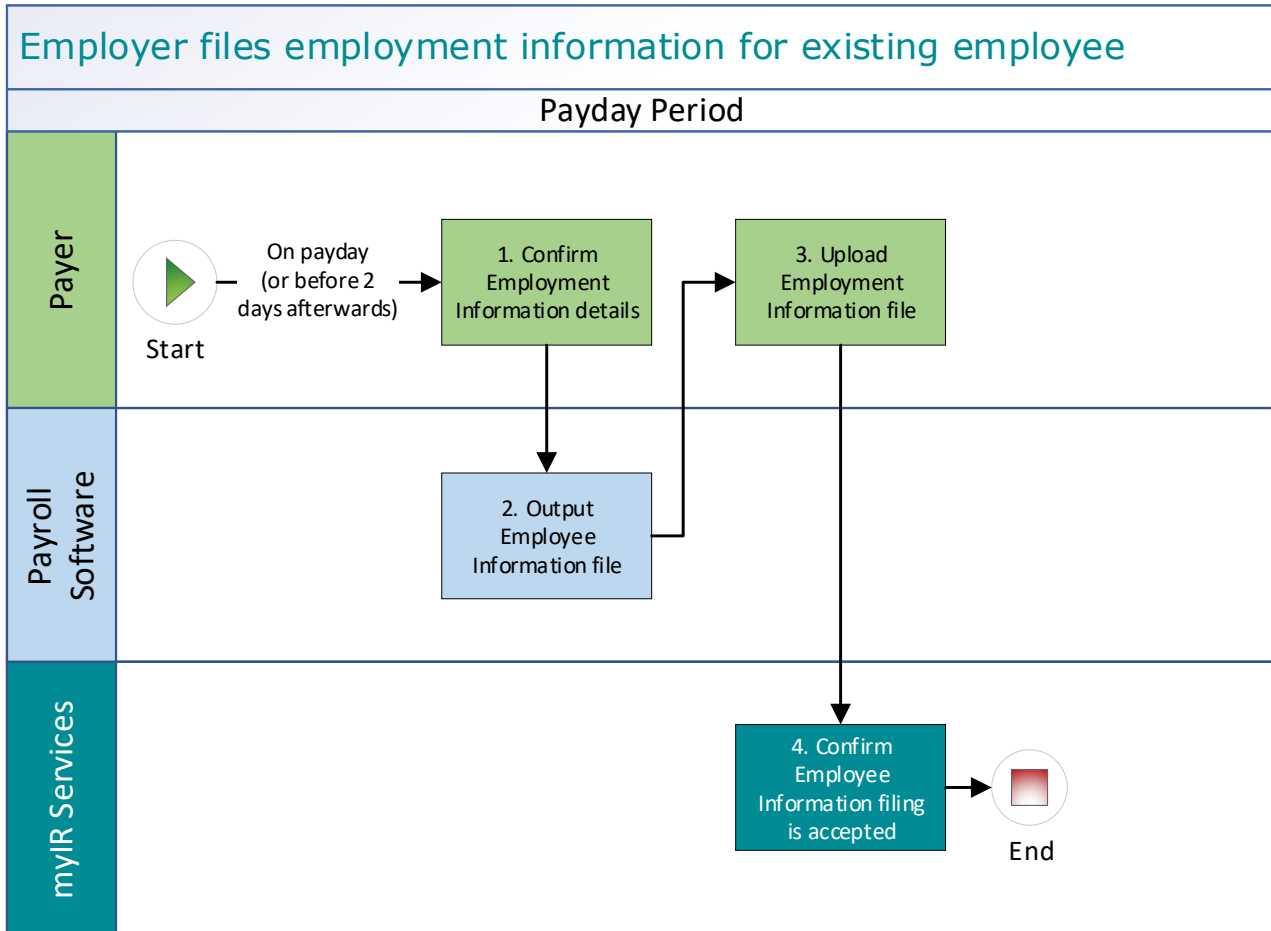 Employer files employment information for existing employee
Payday Period
Payer
Start
On payday
(or before 2
days afterwards)
1. Confirm
Employment
Information details
3. Upload
Employment
Information file
Payroll
Software
2. Output
Employee
Information file
myIR Services
4. Confirm
Employee
Information filing
is accepted
End